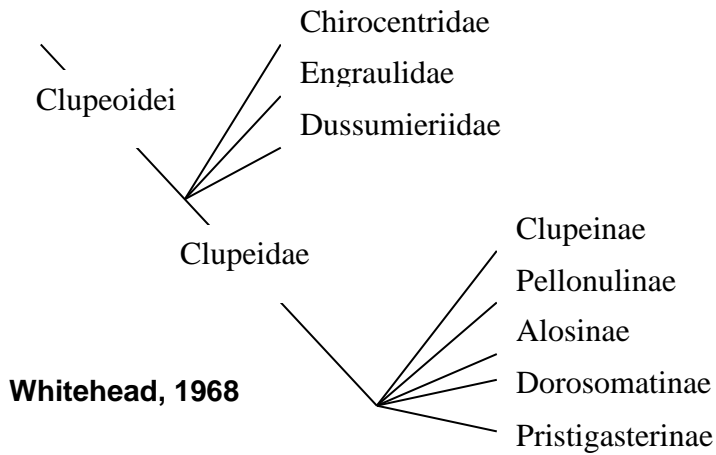 Chirocentridae
Engraulidae
Clupeoidei
Dussumieriidae
Clupeinae
Clupeidae
Pellonulinae
Alosinae
Whitehead, 1968
Dorosomatinae
Pristigasterinae